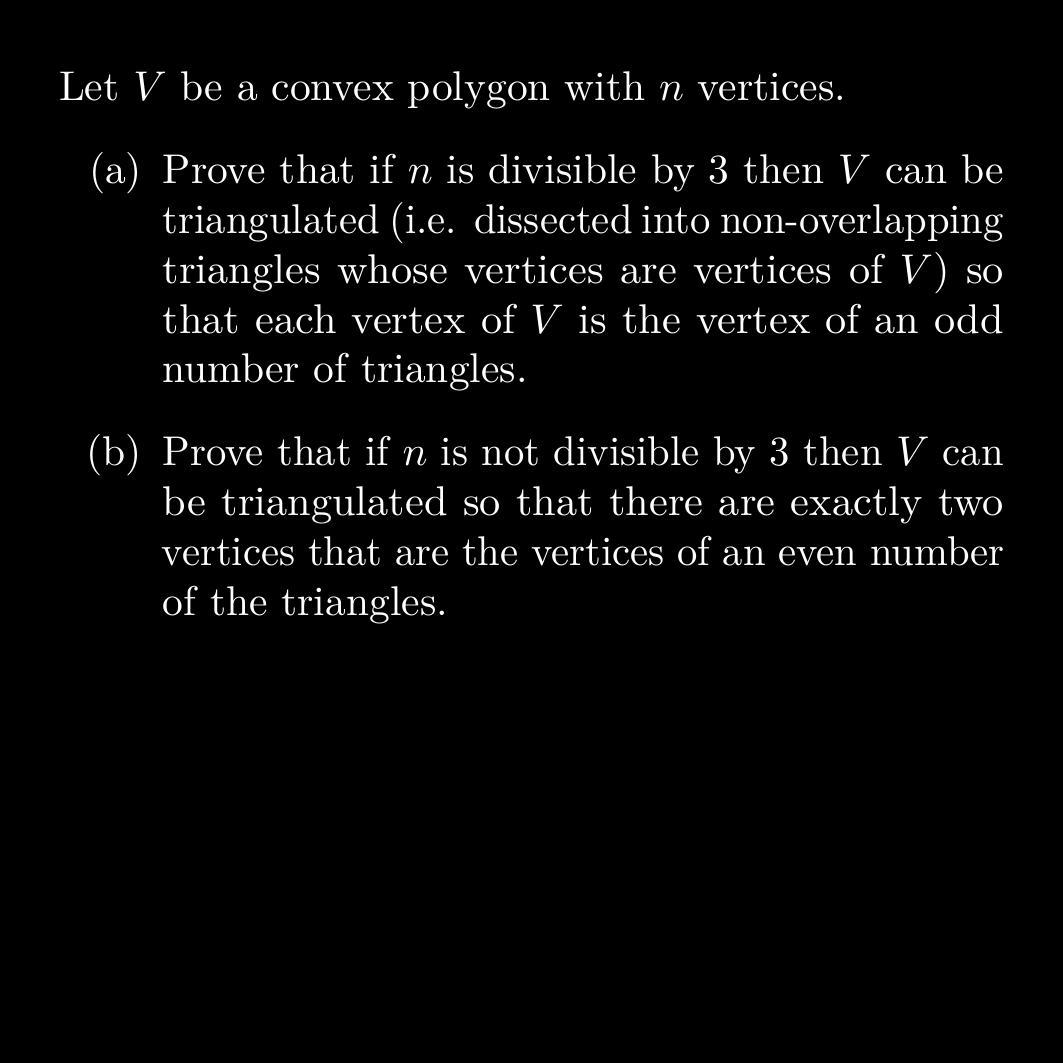 Let V be a convex polygon with n vertices.
(a) Prove that if n is divisible by 3 then V can be
triangulated (i.e. dissected into non-overlapping
triangles whose vertices are vertices of V) so
that each vertex of V is the vertex of an odd
number of triangles.
(b) Prove that if n is not divisible by 3 then V can
be triangulated so that there are exactly two
vertices that are the vertices of an even number
of the triangles.